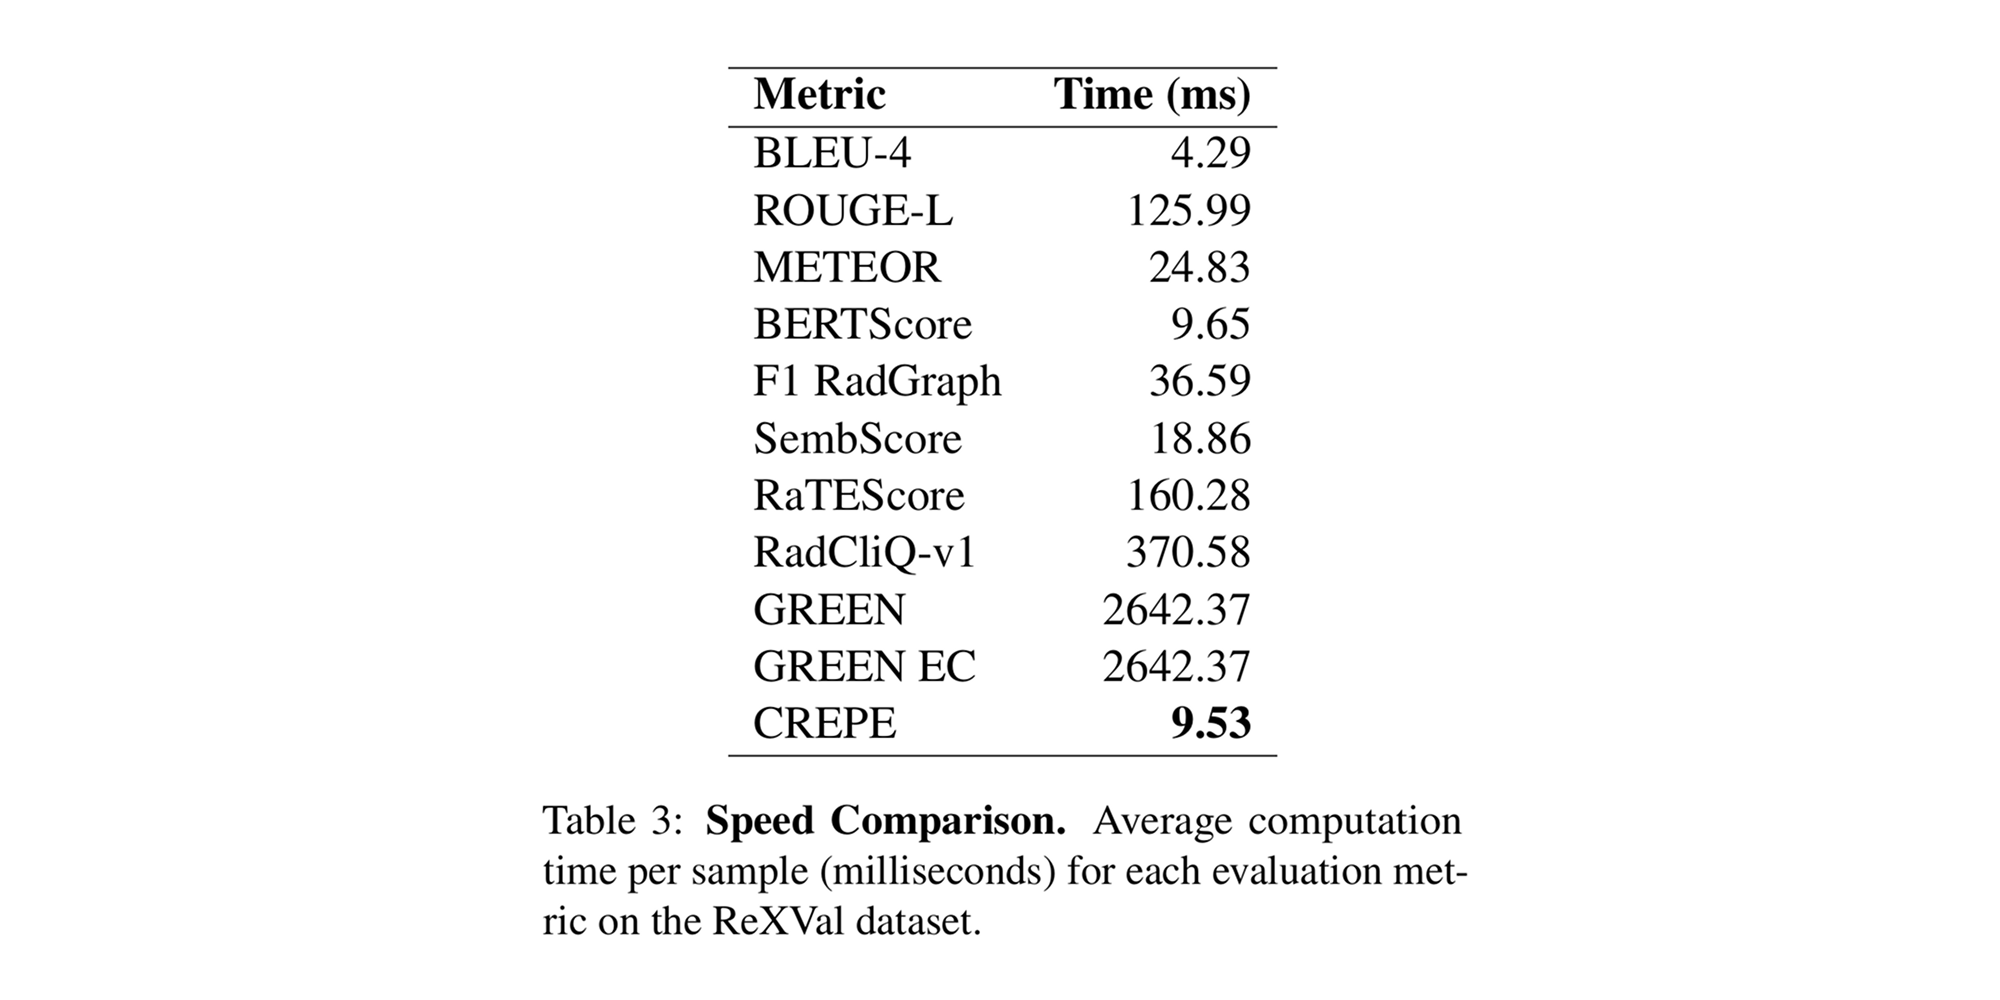 Metric Time (ms)
BLEU-4 4.29
ROUGE-L 125.99
METEOR 24.83
BERTScore 9.65
F1 RadGraph 36.59
SembScore 18.86
RaTEScore 160.28
RadCliQ-v1 370.58
GREEN 2642.37
GREEN EC 2642.37
CREPE 9.53
Table 3: Speed Comparison. Average computation
time per sample (milliseconds) for each evaluation met-
ric on the ReXVal dataset.